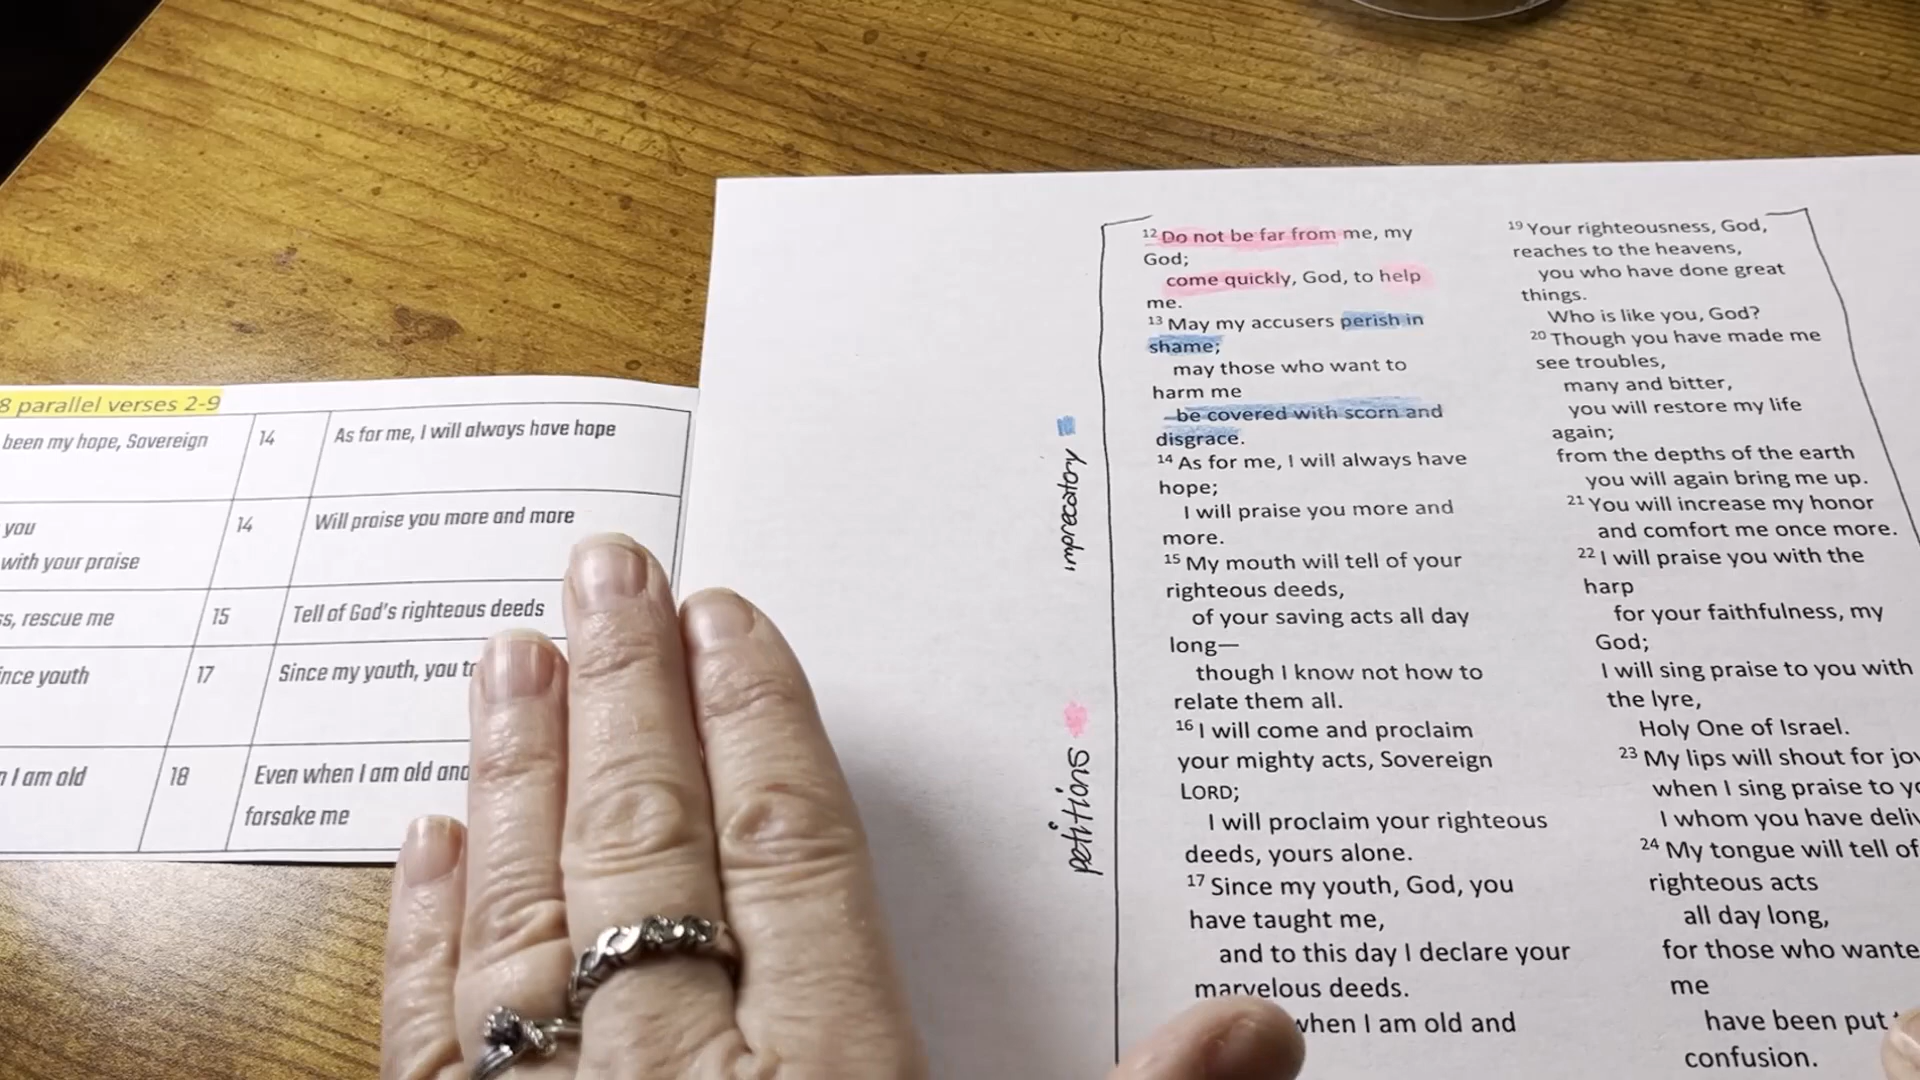 8 parallel verses 2-9
been my hope, Sovereign
14
As for me, I will always have hope
you
with your praise
14
Will praise you more and more
rescue me
15
Tell of God's righteous deeds
youth
17
Since my youth, you
I am old
18
Even when I am old and
forsake me
imprecatory
petitions
12 Do not be far from me, my
God;
come quickly, God, to help
me.
13 May my accusers perish in
shame;
may those who want to
harm me
be covered with scorn and
disgrace.
14 As for me, I will always have
hope;
I will praise you more and
more.
15 My mouth will tell of your
righteous deeds,
of your saving acts all day
long—
though I know not how to
relate them all.
16 I will come and proclaim
your mighty acts, Sovereign
LORD;
I will proclaim your righteous
deeds, yours alone.
17 Since my youth, God, you
have taught me,
and to this day I declare your
marvelous deeds.
when I am old and
19 Your righteousness, God,
reaches to the heavens,
you who have done great
things.
Who is like you, God?
20 Though you have made me
see troubles,
many and bitter,
you will restore my life
again;
from the depths of the earth
you will again bring me up.
21 You will increase my honor
and comfort me once more.
22 I will praise you with the
harp
for your faithfulness, my
God;
I will sing praise to you with
the lyre,
Holy One of Israel.
23 My lips will shout for
when I sing praise to
I whom you have
24 My tongue will tell of
righteous acts
all day long,
for those who
me
have been put
confusion.